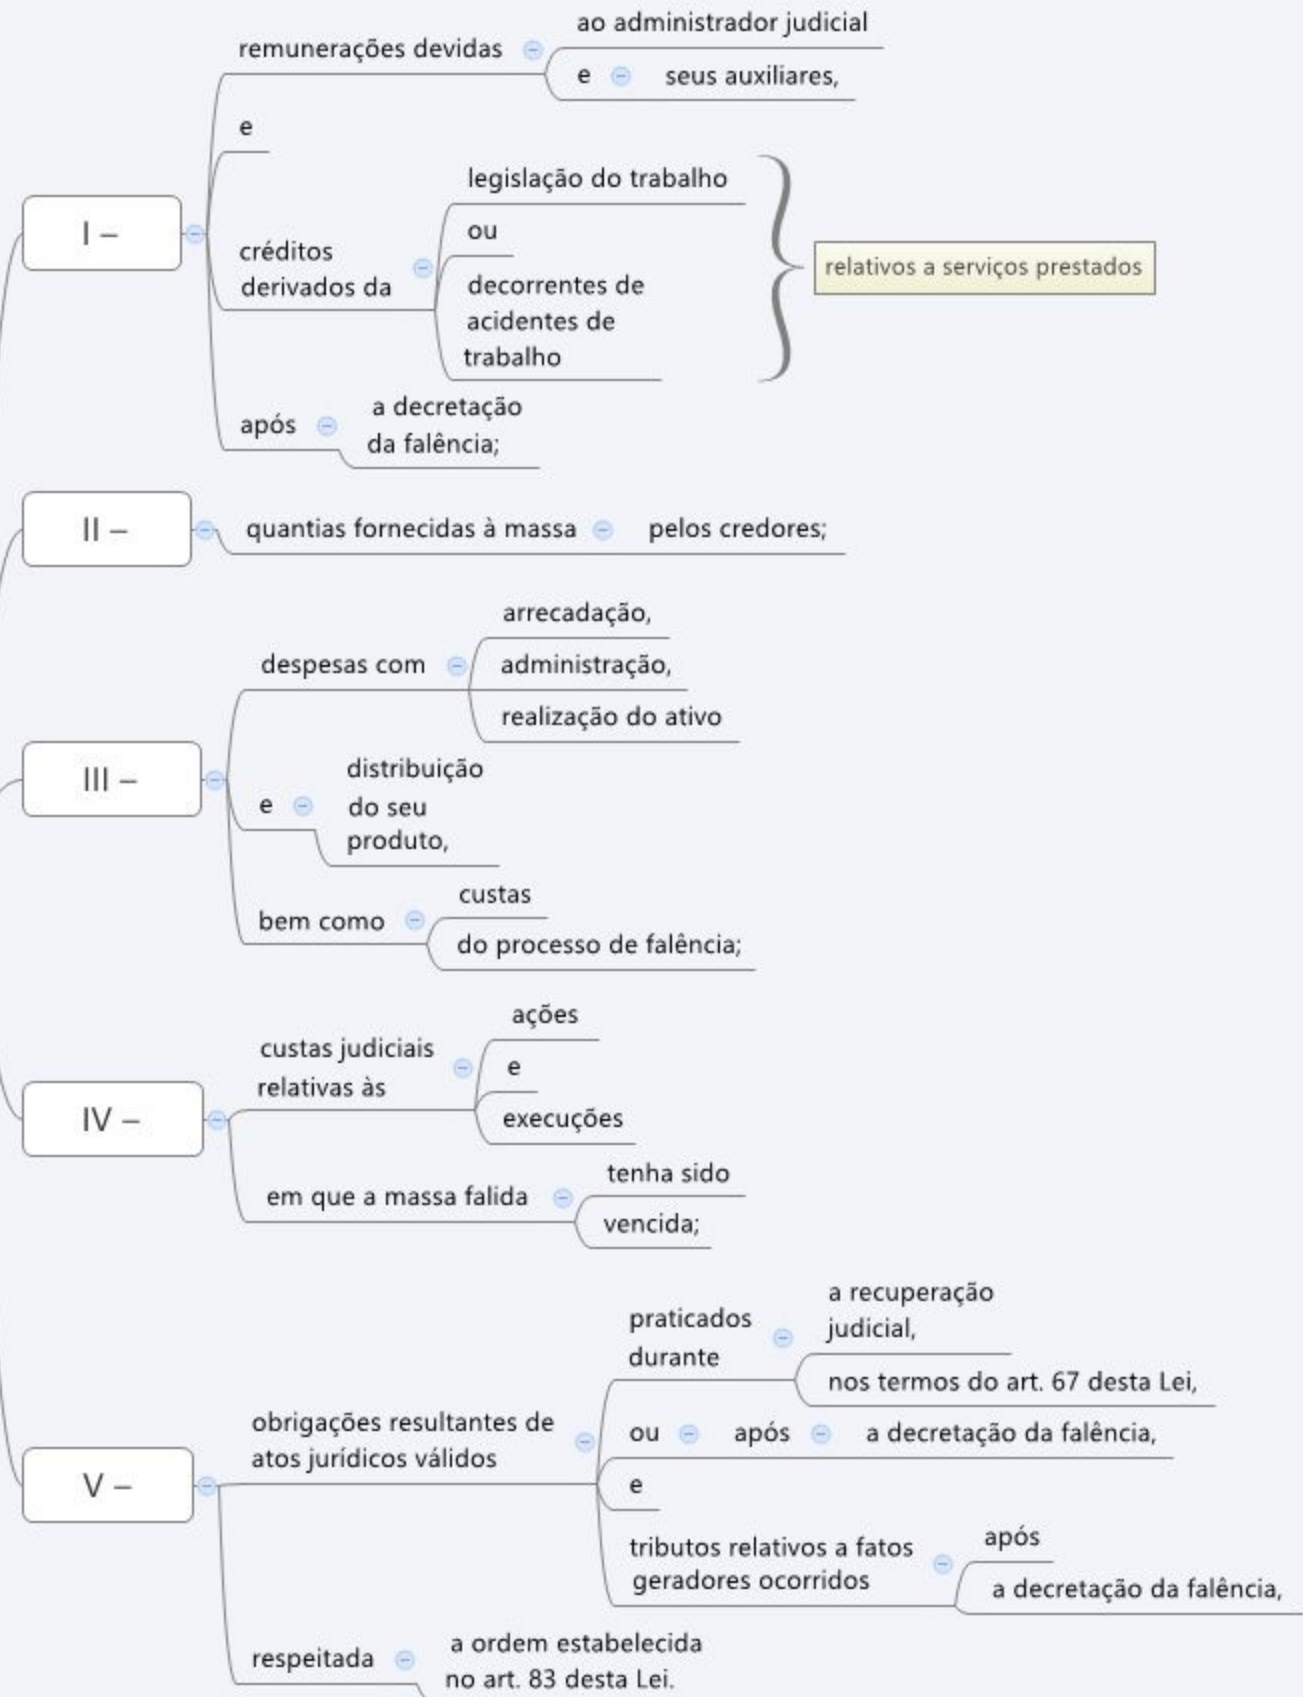 I –
remunerações devidas
ao administrador judicial
e
seus auxiliares,
e
créditos
derivados da
legislação do trabalho
ou
decorrentes de
acidentes de
trabalho
relativos a serviços prestados
após
a decretação
da falência;
II –
quantias fornecidas à massa
pelos credores;
III –
despesas com
arrecadação,
administração,
realização do ativo
e
distribuição
do seu
produto,
bem como
custas
do processo de falência;
IV –
custas judiciais
relativas às
ações
e
execuções
em que a massa falida
tenha sido
vencida;
V –
obrigações resultantes de
atos jurídicos válidos
praticados
durante
a recuperação
judicial,
nos termos do art. 67 desta Lei,
ou
após
a decretação da falência,
e
tributos relativos a fatos
geradores ocorridos
após
a decretação da falência,
respeitada
a ordem estabelecida
no art. 83 desta Lei.